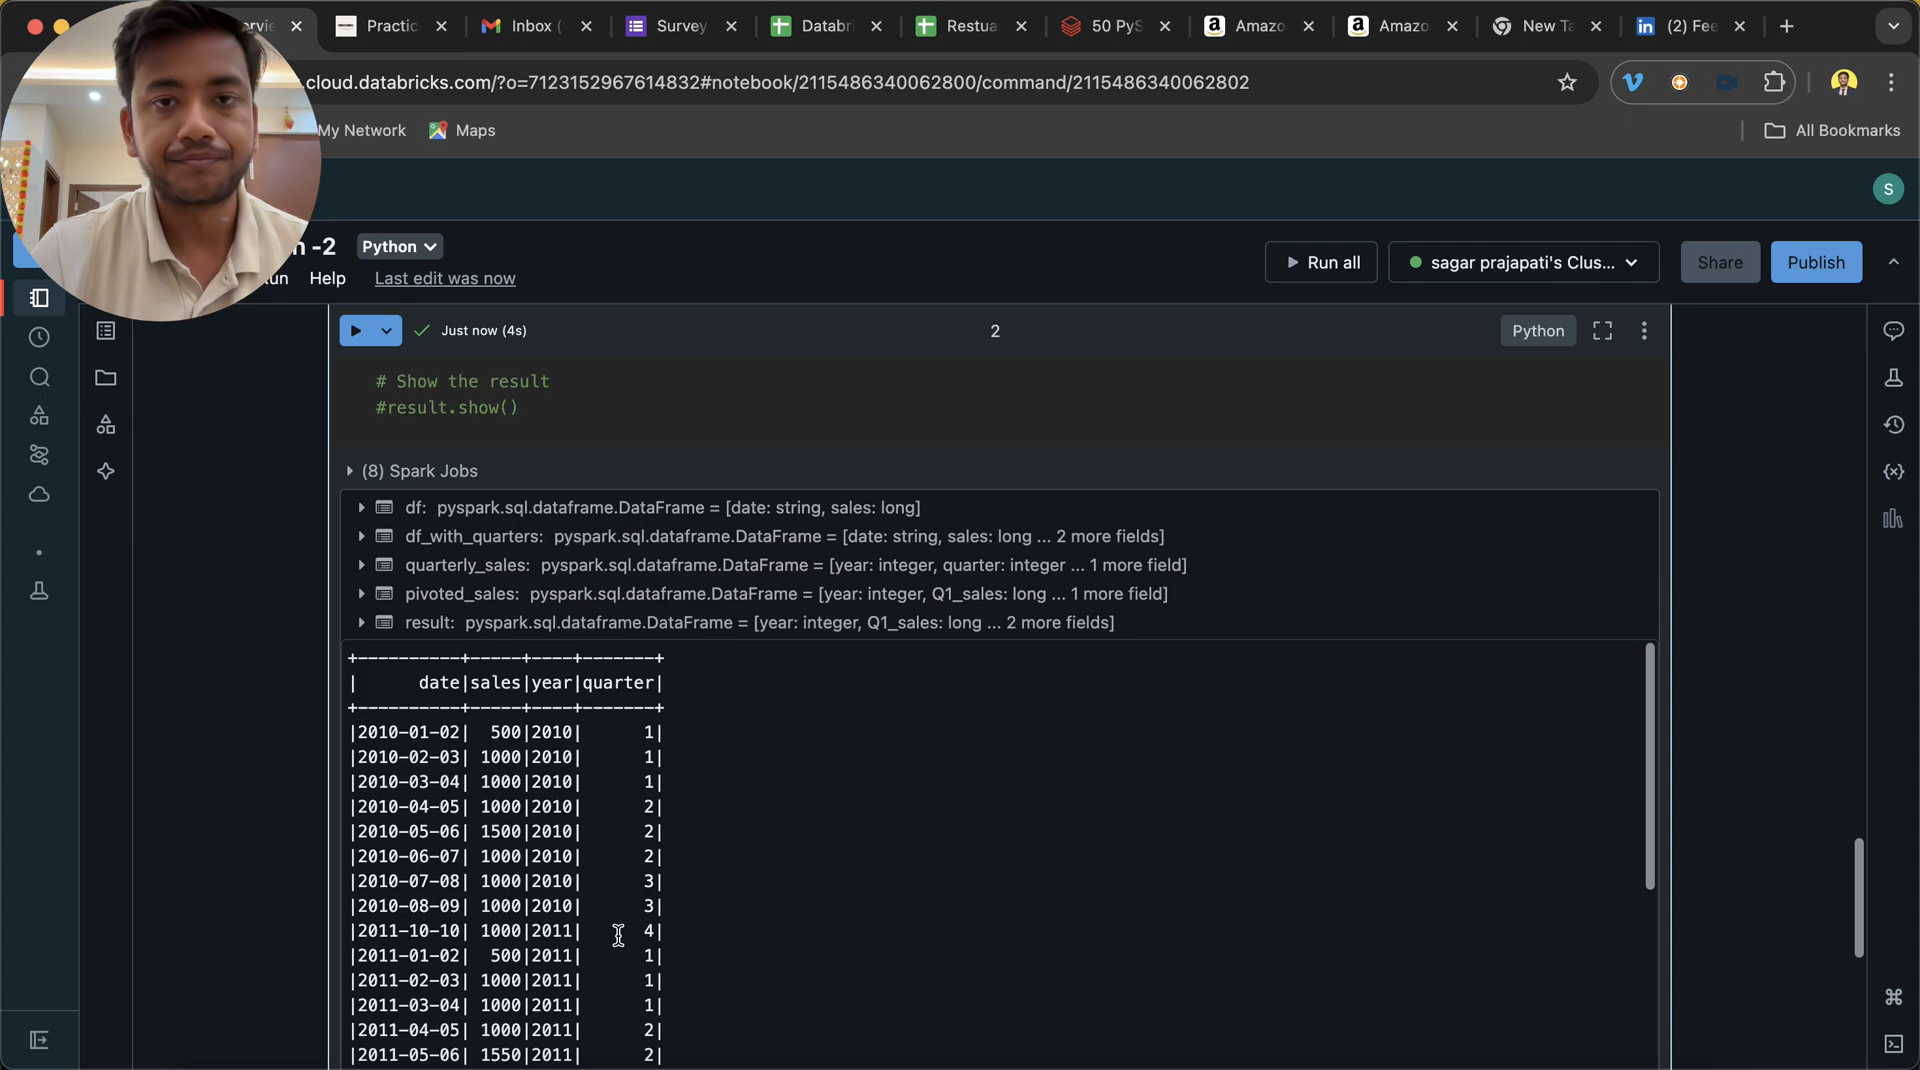 rvie
Practic
Inbox (
Survey
Databri
Restua
50 PyS
Amazo
Amazo
New Ta
(2) Fee
.cloud.databricks.com/?o=7123152967614832#notebook/2115486340062800/command/2115486340062802
My Network
Maps
All Bookmarks
S
n -2
Python
un
Help
Last edit was now
Run all
sagar prajapati's Clus...
Share
Publish
Just now (4s)
2
Python
# Show the result
#result.show()
(8) Spark Jobs
df: pyspark.sql.dataframe.DataFrame = [date: string, sales: long]
df_with_quarters: pyspark.sql.dataframe.DataFrame = [date: string, sales: long ... 2 more fields]
quarterly_sales: pyspark.sql.dataframe.DataFrame = [year: integer, quarter: integer ... 1 more field]
pivoted_sales: pyspark.sql.dataframe.DataFrame = [year: integer, Q1_sales: long ... 1 more field]
result: pyspark.sql.dataframe.DataFrame = [year: integer, Q1_sales: long ... 2 more fields]
+----------+-----+----+-------+
|      date|sales|year|quarter|
+----------+-----+----+-------+
|2010-01-02|  500|2010|      1|
|2010-02-03| 1000|2010|      1|
|2010-03-04| 1000|2010|      1|
|2010-04-05| 1000|2010|      2|
|2010-05-06| 1500|2010|      2|
|2010-06-07| 1000|2010|      2|
|2010-07-08| 1000|2010|      3|
|2010-08-09| 1000|2010|      3|
|2011-10-10| 1000|2011|      4|
|2011-01-02|  500|2011|      1|
|2011-02-03| 1000|2011|      1|
|2011-03-04| 1000|2011|      1|
|2011-04-05| 1000|2011|      2|
|2011-05-06| 1550|2011|      2|